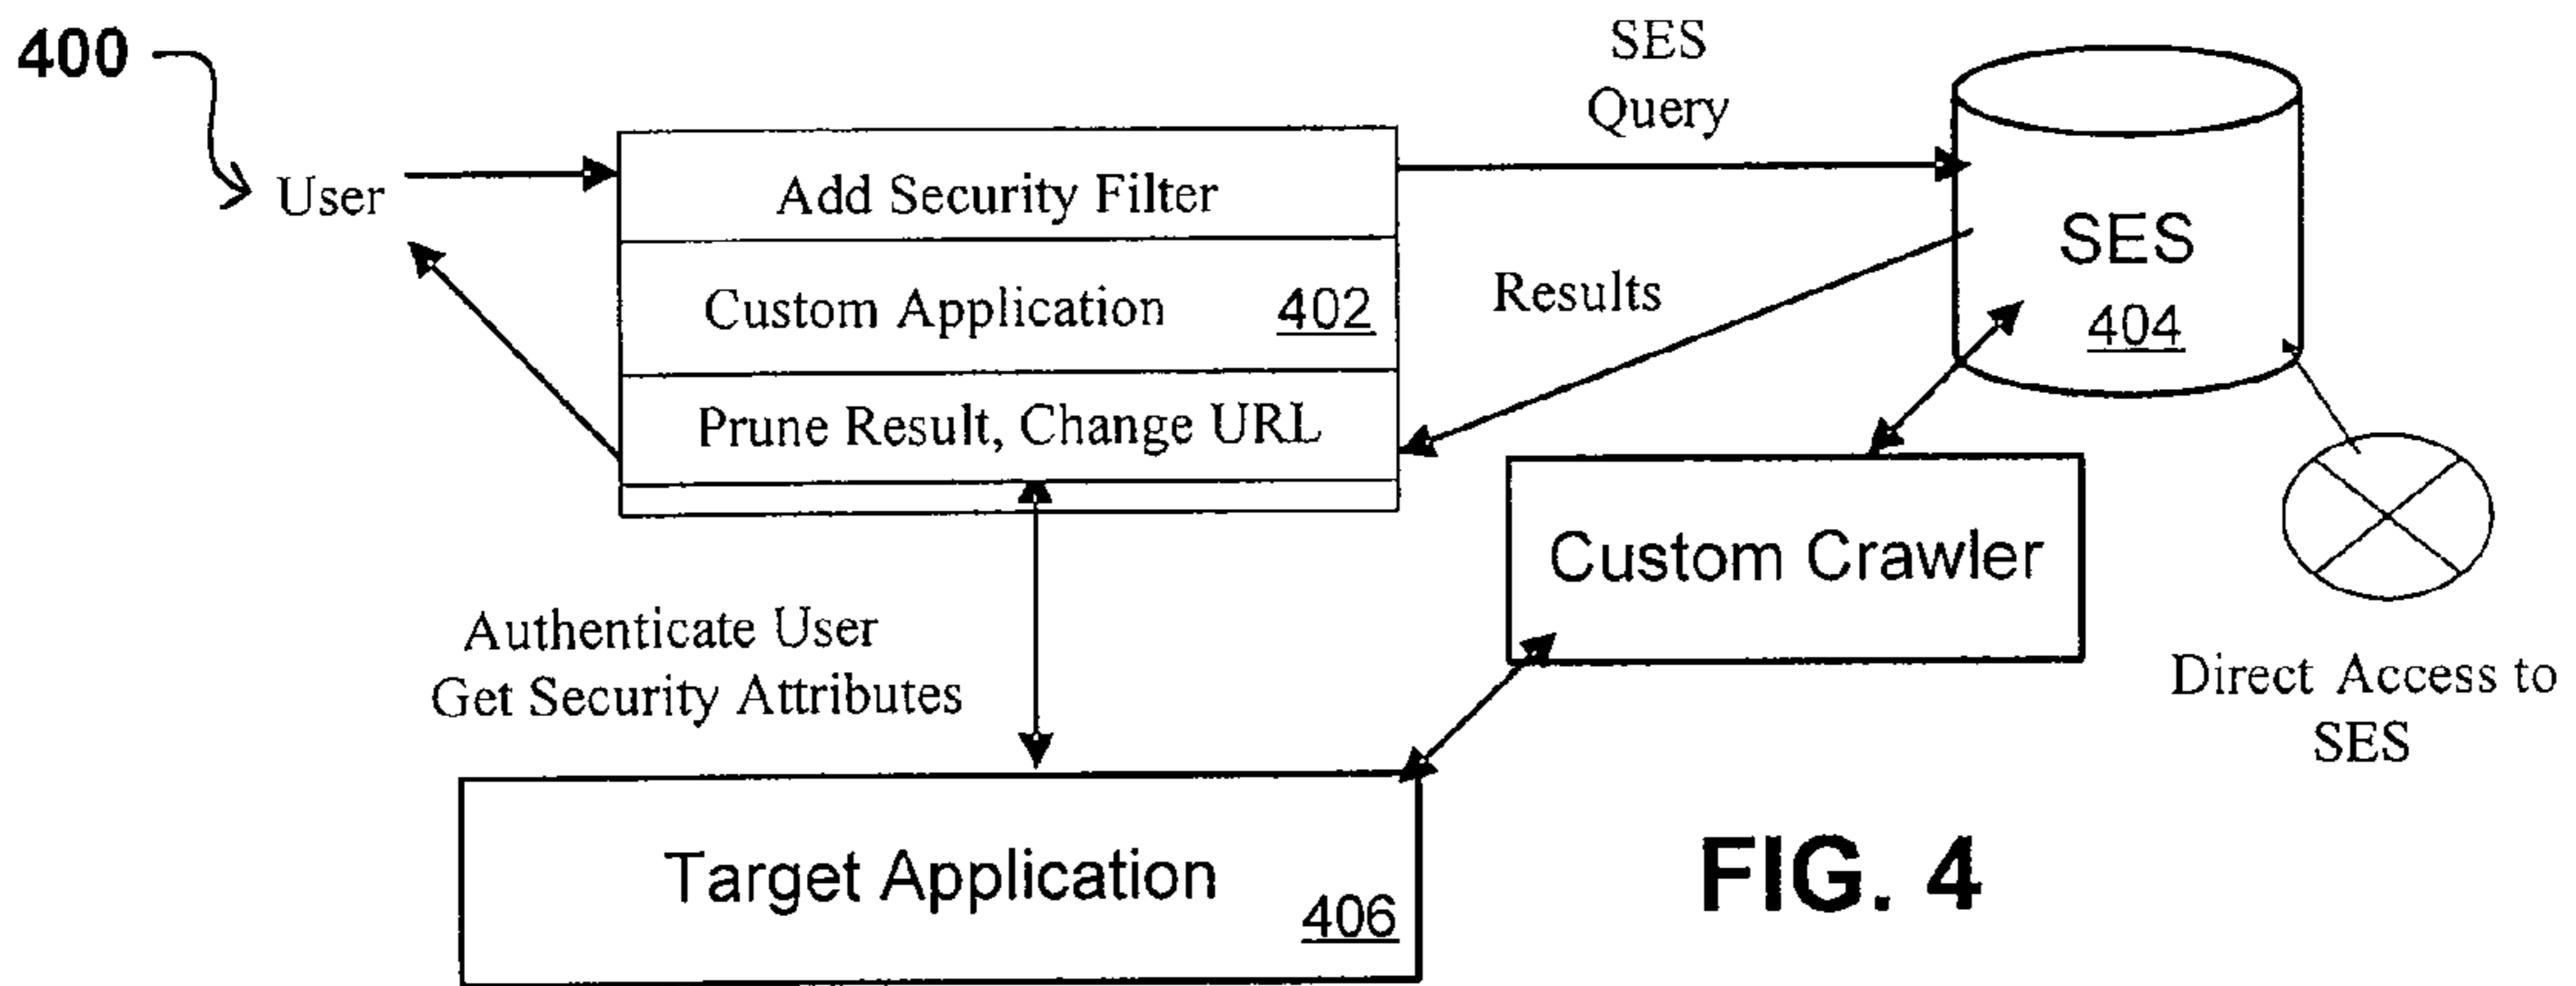 400
User
Add Security Filter
Custom Application 402
Prune Result, Change URL
SES
Query
Results
SES
404
Custom Crawler
Direct Access to
SES
Authenticate User
Get Security Attributes
Target Application
406
FIG. 4